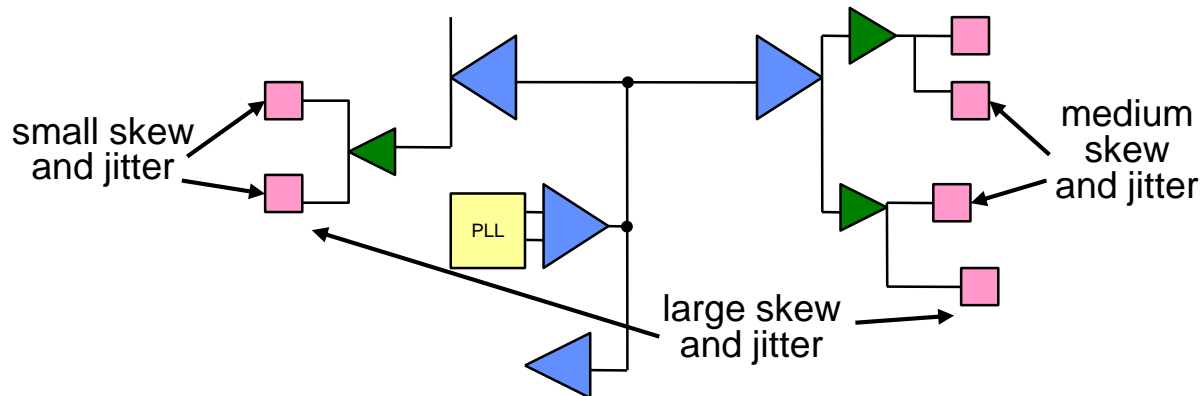 small skew
and jitter
medium
skew
and jitter
PLL
large skew
and jitter